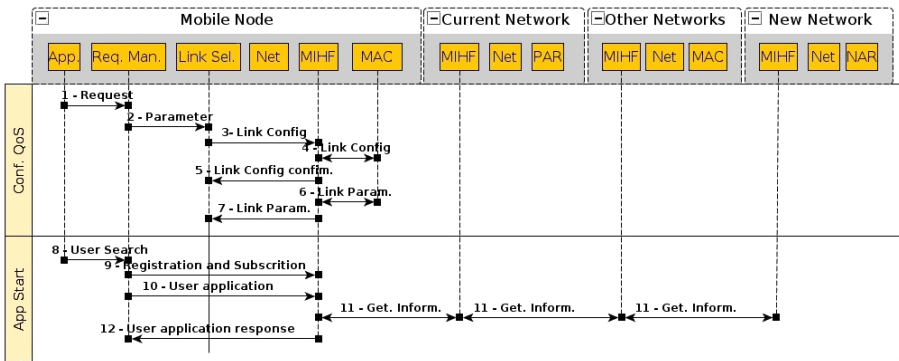 Mobile Node
Current Network
Other Networks
New Network
App.
Req. Man.
Link Sel.
Net
MIHF
MAC
MIHF
Net
PAR
MIHF
Net
MAC
MIHF
Net
NAR
Conf. QoS
1 - Request
2 - Parameter
3- Link Config
4 - Link Config
5 - Link Config confim.
6 - Link Param.
7 - Link Param.
App Start
8 - User Search
9 - Registration and Subscrition
10 - User application
11 - Get. Inform.
11 - Get. Inform.
11 - Get. Inform.
12 - User application response